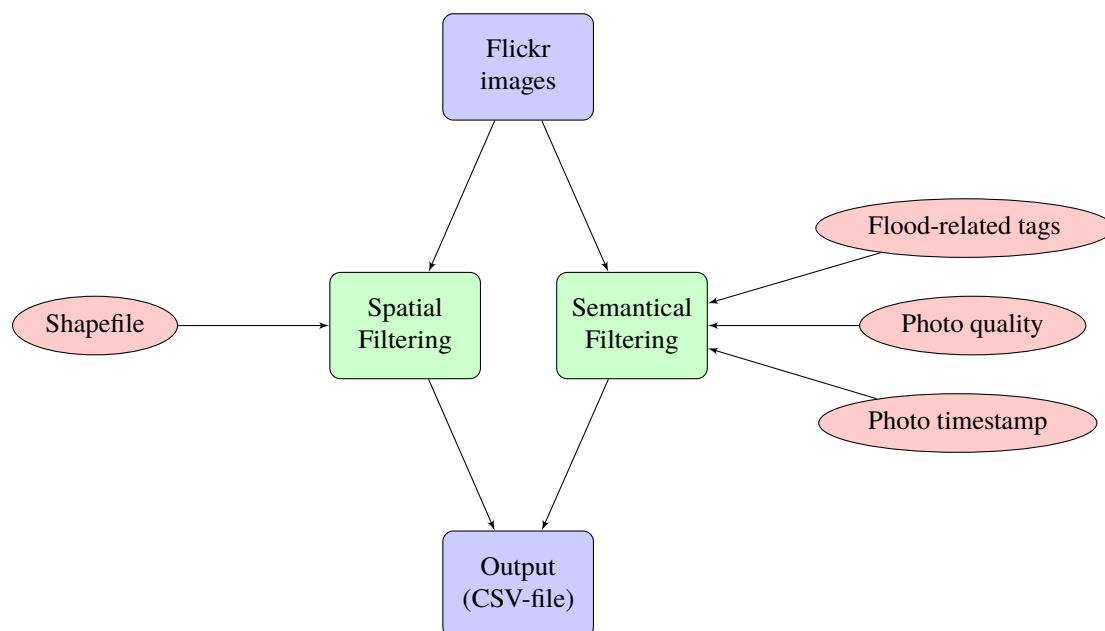 Flickr
images
Flood-related tags
Shapefile
Spatial
Filtering
Semantical
Filtering
Photo quality
Photo timestamp
Output
(CSV-file)